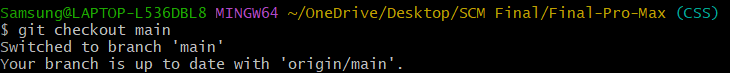 Samsung@LAPTOP-L536DBL8 MINGW64 ~/OneDrive/Desktop/SCM Final/Final-Pro-Max (CSS)
$ git checkout main
Switched to branch 'main'
Your branch is up to date with 'origin/main'.